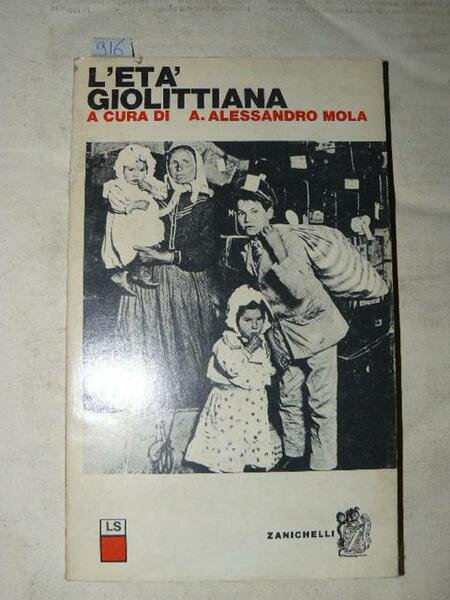 916
L'ETA'
GIOLITTIANA
A CURA DI A. ALESSANDRO MOLA
LS
ZANICHELLI